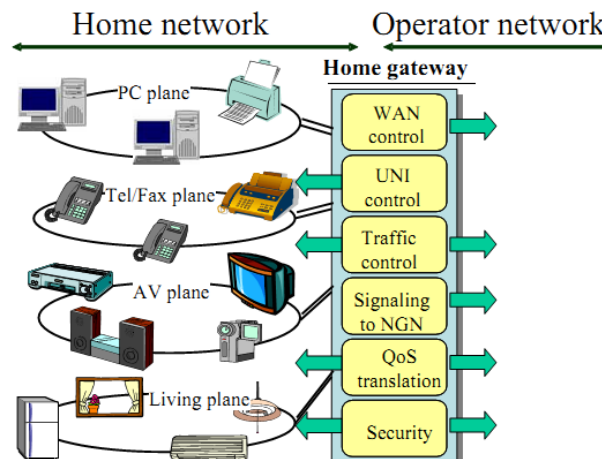 Home network
Operator network
Home gateway
PC plane
Tel/Fax plane
AV plane
Living plane
WAN
control
UNI
control
Traffic
control
Signaling
to NGN
QoS
translation
Security